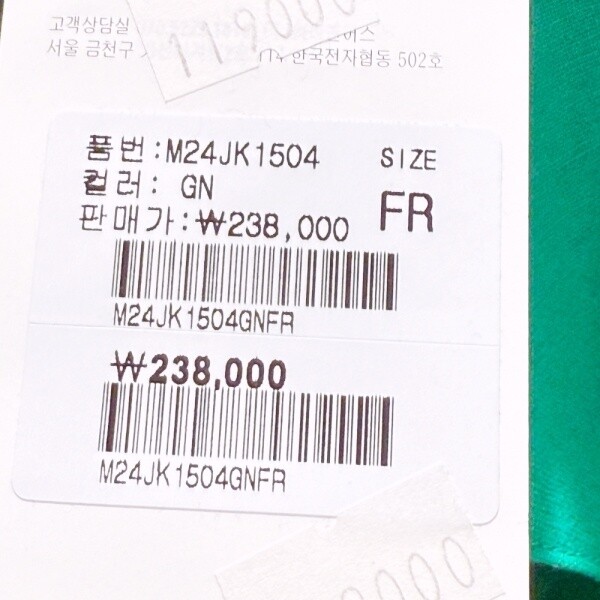 고객상담실
119000
서울 금천구
한국전자협동 502호
품번:M24JK1504 SIZE
컬러: GN FR
판매가:₩238,000
M24JK1504GNFR
₩238,000
M24JK1504GNFR
000